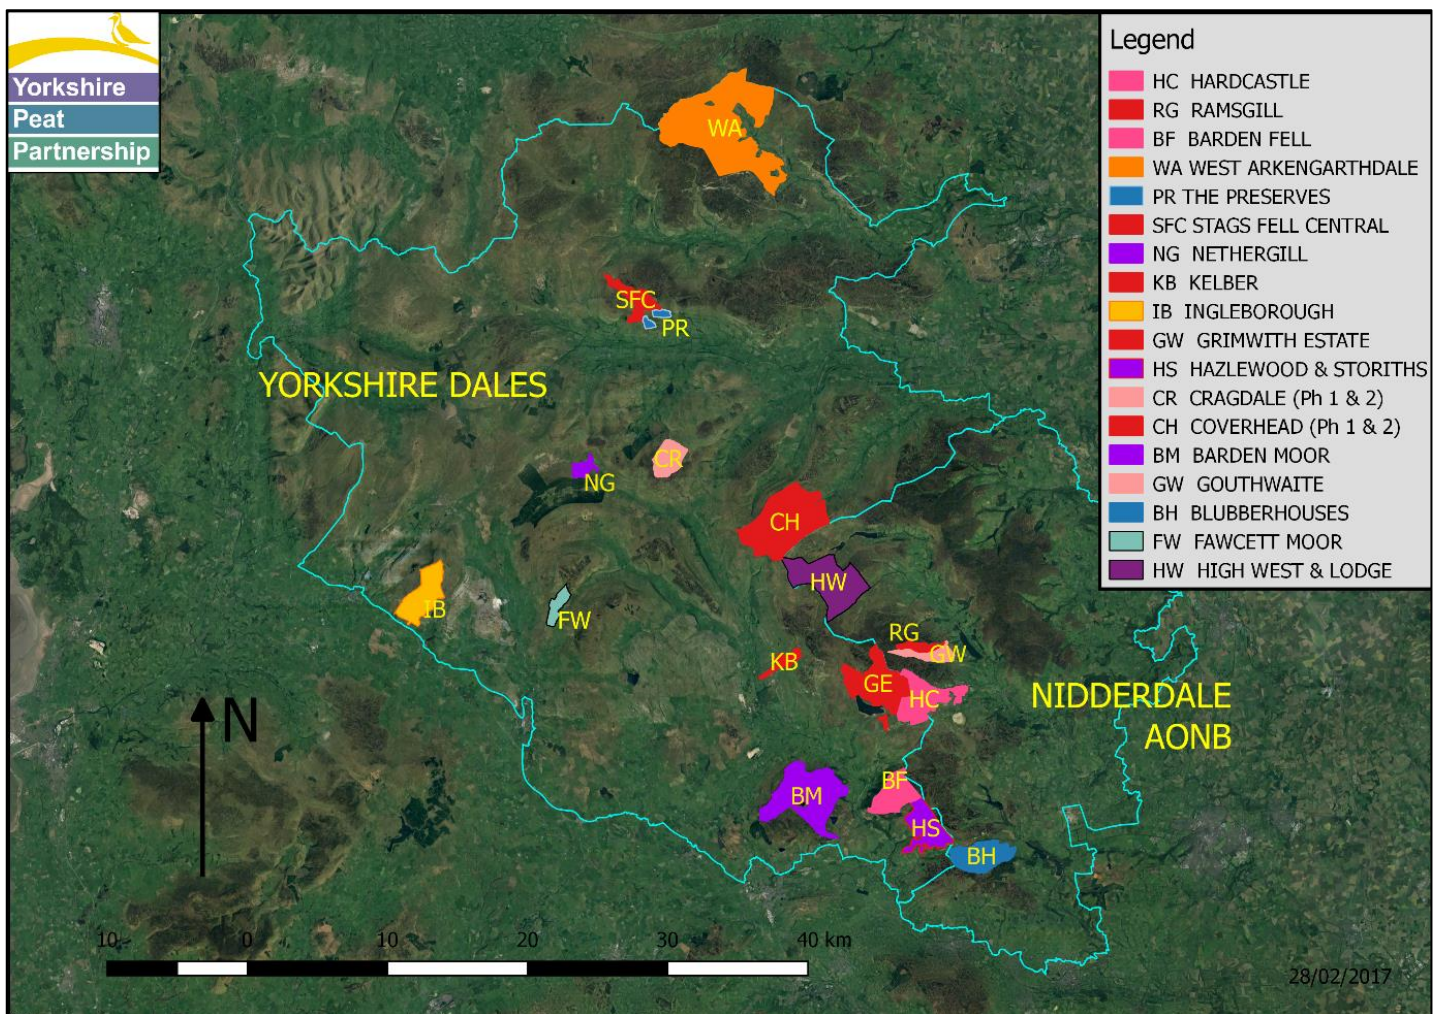 Yorkshire
Peat
Partnership
Legend
HC HARDCASTLE
RG RAMSGILL
BF BARDEN FELL
WA WEST ARKENGARTHDALE
PR THE PRESERVES
SFC STAGS FELL CENTRAL
NG NETHERGILL
KB KELBER
IB INGLEBOROUGH
GW GRIMWITH ESTATE
HS HAZLEWOOD & STORITHS
CR CRAGDALE (Ph 1 & 2)
CH COVERHEAD (Ph 1 & 2)
BM BARDEN MOOR
GW GOUTHWAITE
BH BLUBBERHOUSES
FW FAWCETT MOOR
HW HIGH WEST & LODGE
WA
SFC
PR
YORKSHIRE DALES
CR
NG
CH
HW
IB
FW
RG
GW
KB
GE
HC
NIDDERDALE
AONB
N
BF
BM
HS
BH
10 0 10 20 30 40 km
28/02/2017